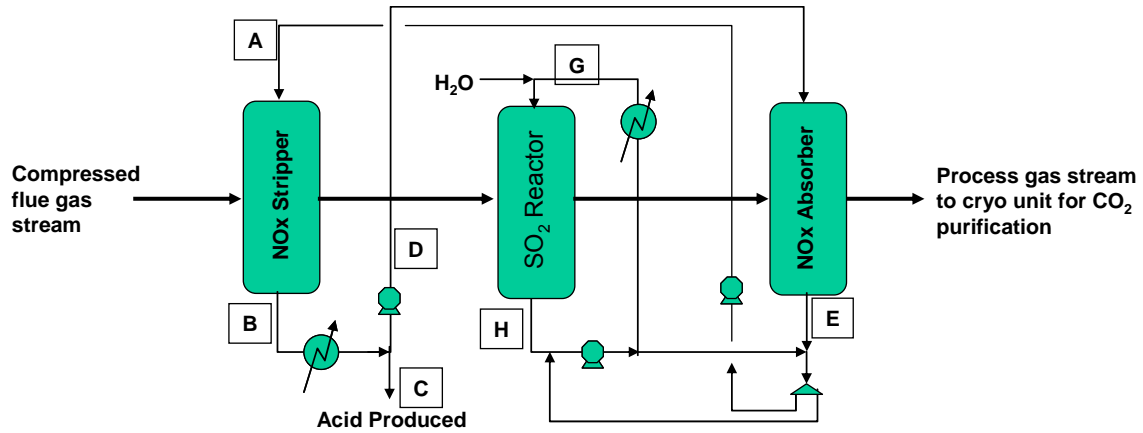 A
G
H₂O
NOx Stripper
SO₂ Reactor
NOx Absorber
Compressed
flue gas
stream
Process gas stream
to cryo unit for CO₂
purification
D
B
H
E
C
Acid Produced